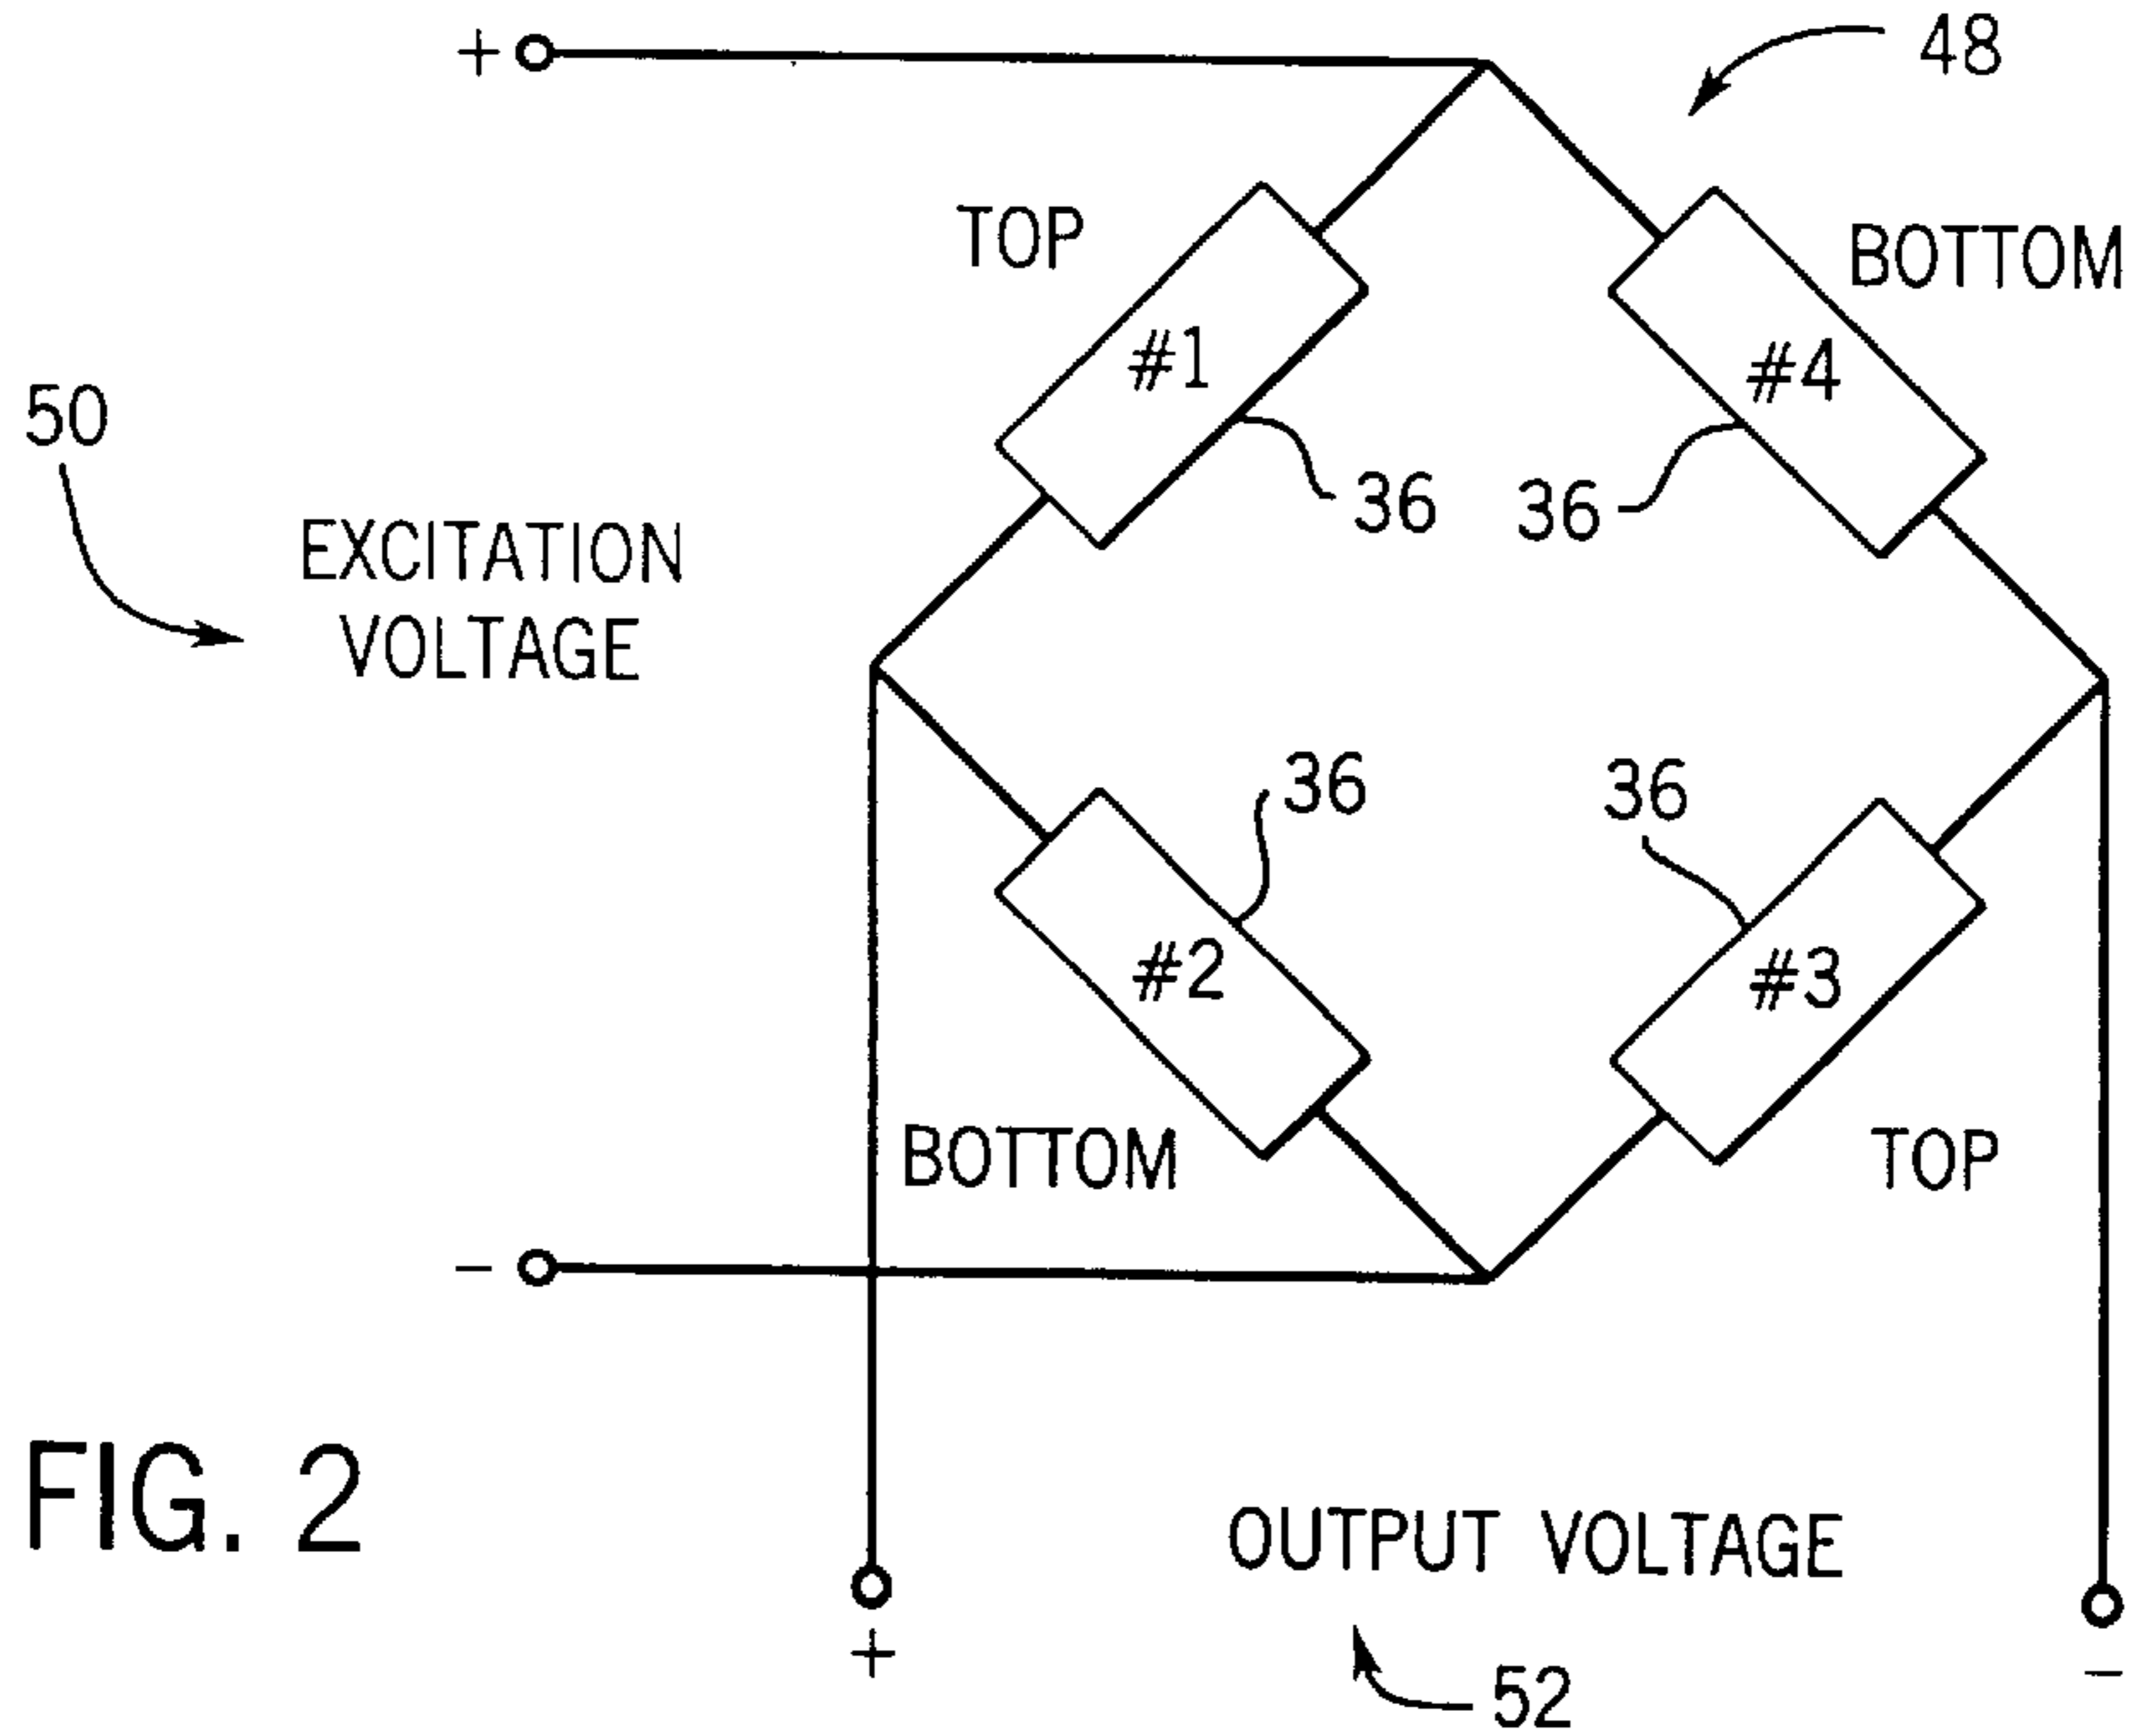 +
48
TOP
BOTTOM
#1
#4
50
36
36
EXCITATION
VOLTAGE
36
36
#2
#3
BOTTOM
TOP
-
FIG. 2
OUTPUT VOLTAGE
+
-
52